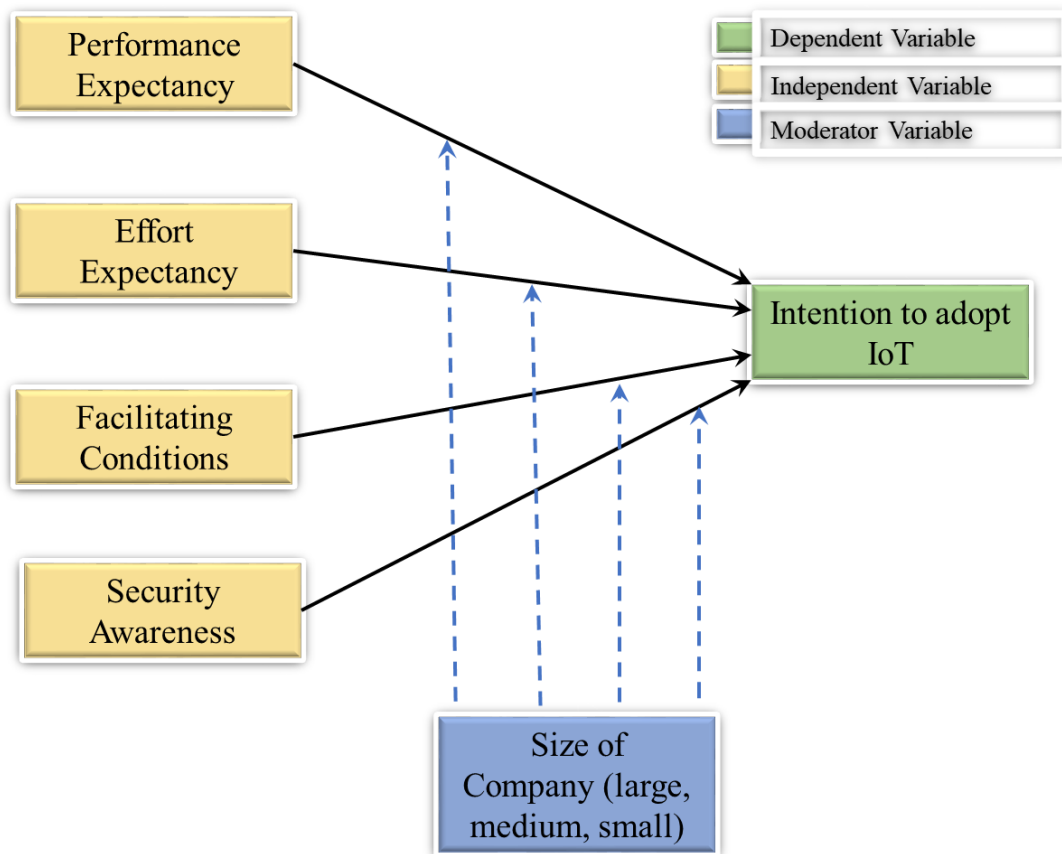 Performance
Expectancy
Dependent Variable
Independent Variable
Moderator Variable
Effort
Expectancy
Intention to adopt
IoT
Facilitating
Conditions
Security
Awareness
Size of
Company (large,
medium, small)